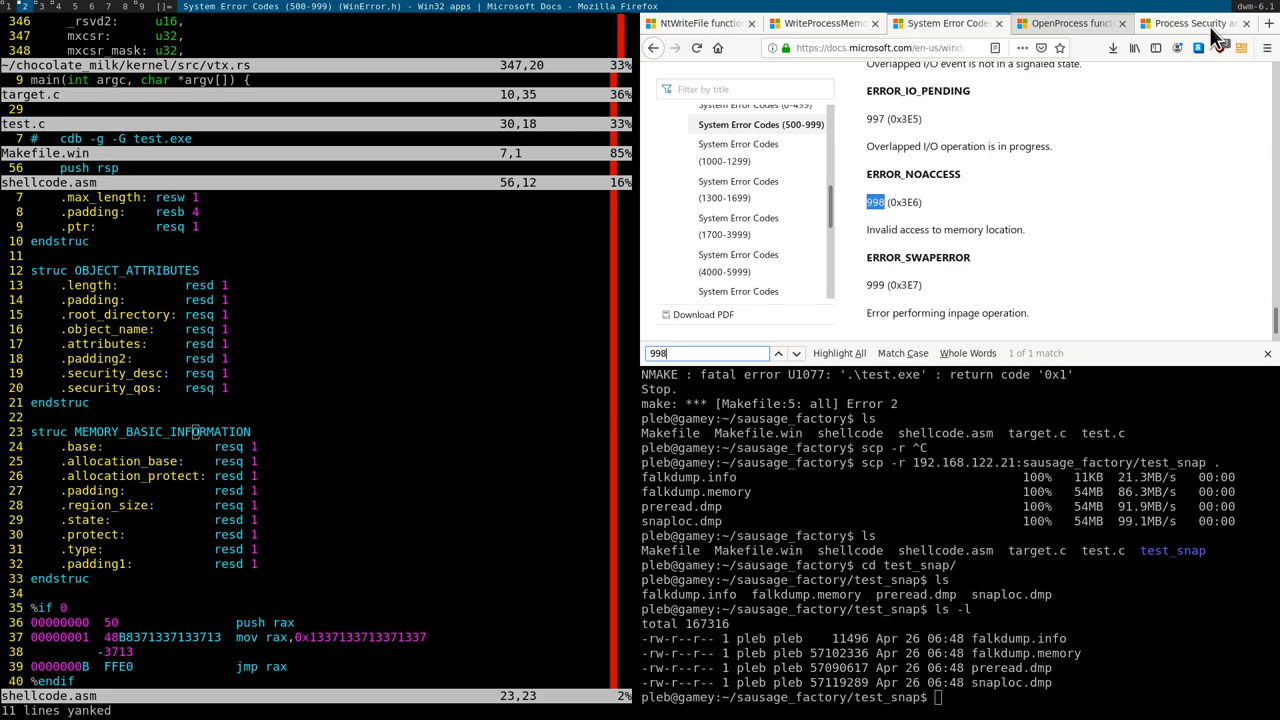 1 2 3 4 5 6 7 8 9 []= System Error Codes (500-999) (WinError.h) - Win32 apps | Microsoft Docs - Mozilla Firefox dwm-6.1
346 _rsvd2: u16,
347 mxcsr: u32,
348 mxcsr_mask: u32,
~/chocolate_milk/kernel/src/vtx.rs 347,20 33%
9 main(int argc, char *argv[]) {
target.c 10,35 36%
29
test.c 30,18 33%
7 # cdb -g -G test.exe
Makefile.win 7,1 85%
56 push rsp
shellcode.asm 56,12 16%
7 .max_length: resw 1
8 .padding: resb 4
9 .ptr: resq 1
10 endstruc
11
12 struc OBJECT_ATTRIBUTES
13 .length: resd 1
14 .padding: resd 1
15 .root_directory: resq 1
16 .object_name: resq 1
17 .attributes: resd 1
18 .padding2: resd 1
19 .security_desc: resq 1
20 .security_qos: resq 1
21 endstruc
22
23 struc MEMORY_BASIC_INFORMATION
24 .base: resq 1
25 .allocation_base: resq 1
26 .allocation_protect: resd 1
27 .padding: resd 1
28 .region_size: resq 1
29 .state: resd 1
30 .protect: resd 1
31 .type: resd 1
32 .padding1: resd 1
33 endstruc
34
35 %if 0
36 00000000 50 push rax
37 00000001 48B8371337133713 mov rax,0x1337133713371337
38 -3713
39 0000000B FFE0 jmp rax
40 %endif
shellcode.asm 23,23 2%
11 lines yanked
NtWriteFile function
WriteProcessMemo
System Error Codes
OpenProcess funct
Process Security a
https://docs.microsoft.com/en-us/wind
Filter by title
System Error Codes (0-499)
System Error Codes (500-999)
System Error Codes
(1000-1299)
System Error Codes
(1300-1699)
System Error Codes
(1700-3999)
System Error Codes
(4000-5999)
System Error Codes
Download PDF
Overlapped I/O event is not in a signaled state.
ERROR_IO_PENDING
997 (0x3E5)
Overlapped I/O operation is in progress.
ERROR_NOACCESS
998 (0x3E6)
Invalid access to memory location.
ERROR_SWAPERROR
999 (0x3E7)
Error performing inpage operation.
998 Highlight All Match Case Whole Words 1 of 1 match
NMAKE : fatal error U1077: '.\test.exe' : return code '0x1'
Stop.
make: *** [Makefile:5: all] Error 2
pleb@gamey:~/sausage_factory$ ls
Makefile Makefile.win shellcode shellcode.asm target.c test.c
pleb@gamey:~/sausage_factory$ scp -r ^C
pleb@gamey:~/sausage_factory$ scp -r 192.168.122.21:sausage_factory/test_snap .
falkdump.info 100% 11KB 21.3MB/s 00:00
falkdump.memory 100% 54MB 86.3MB/s 00:00
preread.dmp 100% 54MB 91.9MB/s 00:00
snaploc.dmp 100% 54MB 99.1MB/s 00:00
pleb@gamey:~/sausage_factory$ ls
Makefile Makefile.win shellcode shellcode.asm target.c test.c test_snap
pleb@gamey:~/sausage_factory$ cd test_snap/
pleb@gamey:~/sausage_factory/test_snap$ ls
falkdump.info falkdump.memory preread.dmp snaploc.dmp
pleb@gamey:~/sausage_factory/test_snap$ ls -l
total 167316
-rw-r--r-- 1 pleb pleb 11496 Apr 26 06:48 falkdump.info
-rw-r--r-- 1 pleb pleb 57102336 Apr 26 06:48 falkdump.memory
-rw-r--r-- 1 pleb pleb 57090617 Apr 26 06:48 preread.dmp
-rw-r--r-- 1 pleb pleb 57119289 Apr 26 06:48 snaploc.dmp
pleb@gamey:~/sausage_factory/test_snap$